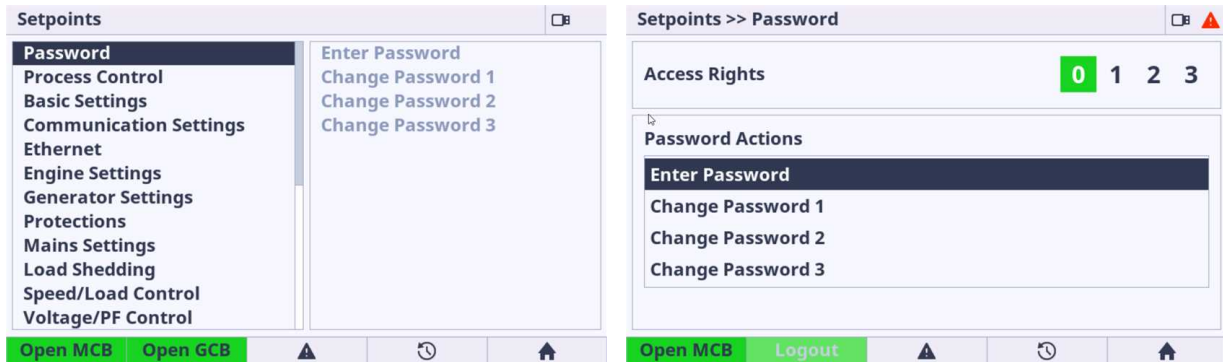 Setpoints
Password
Process Control
Basic Settings
Communication Settings
Ethernet
Engine Settings
Generator Settings
Protections
Mains Settings
Load Shedding
Speed/Load Control
Voltage/PF Control
Enter Password
Change Password 1
Change Password 2
Change Password 3
Open MCB Open GCB
Setpoints >> Password
Access Rights 0 1 2 3
Password Actions
Enter Password
Change Password 1
Change Password 2
Change Password 3
Open MCB Logout